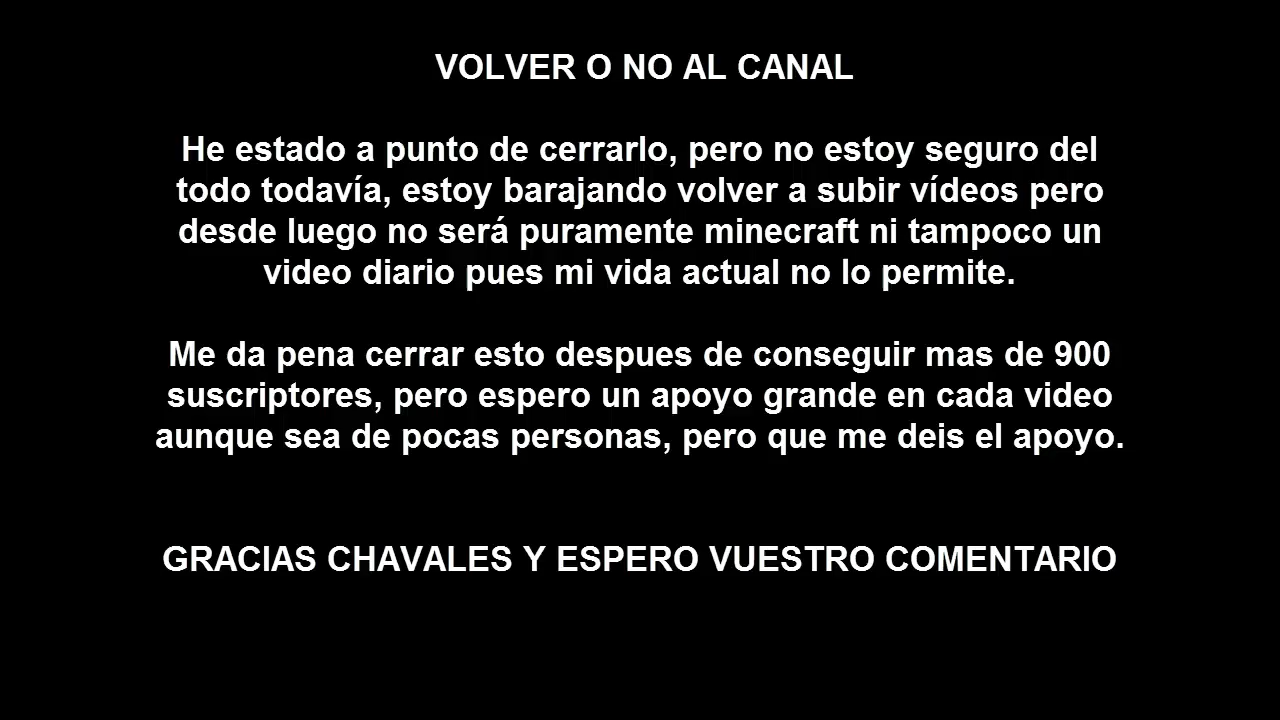 VOLVER O NO AL CANAL
He estado a punto de cerrarlo, pero no estoy seguro del
todo todavía, estoy barajando volver a subir vídeos pero
desde luego no será puramente minecraft ni tampoco un
video diario pues mi vida actual no lo permite.
Me da pena cerrar esto despues de conseguir mas de 900
suscriptores, pero espero un apoyo grande en cada video
aunque sea de pocas personas, pero que me deis el apoyo.
GRACIAS CHAVALES Y ESPERO VUESTRO COMENTARIO